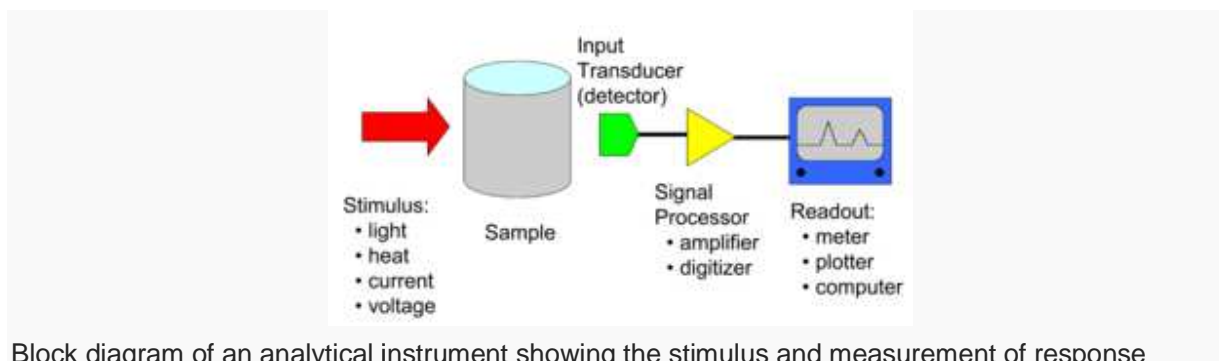 Input
Transducer
(detector)
Stimulus:
• light
• heat
• current
• voltage
Sample
Signal
Processor
• amplifier
• digitizer
Readout:
• meter
• plotter
• computer
Block diagram of an analytical instrument showing the stimulus and measurement of response